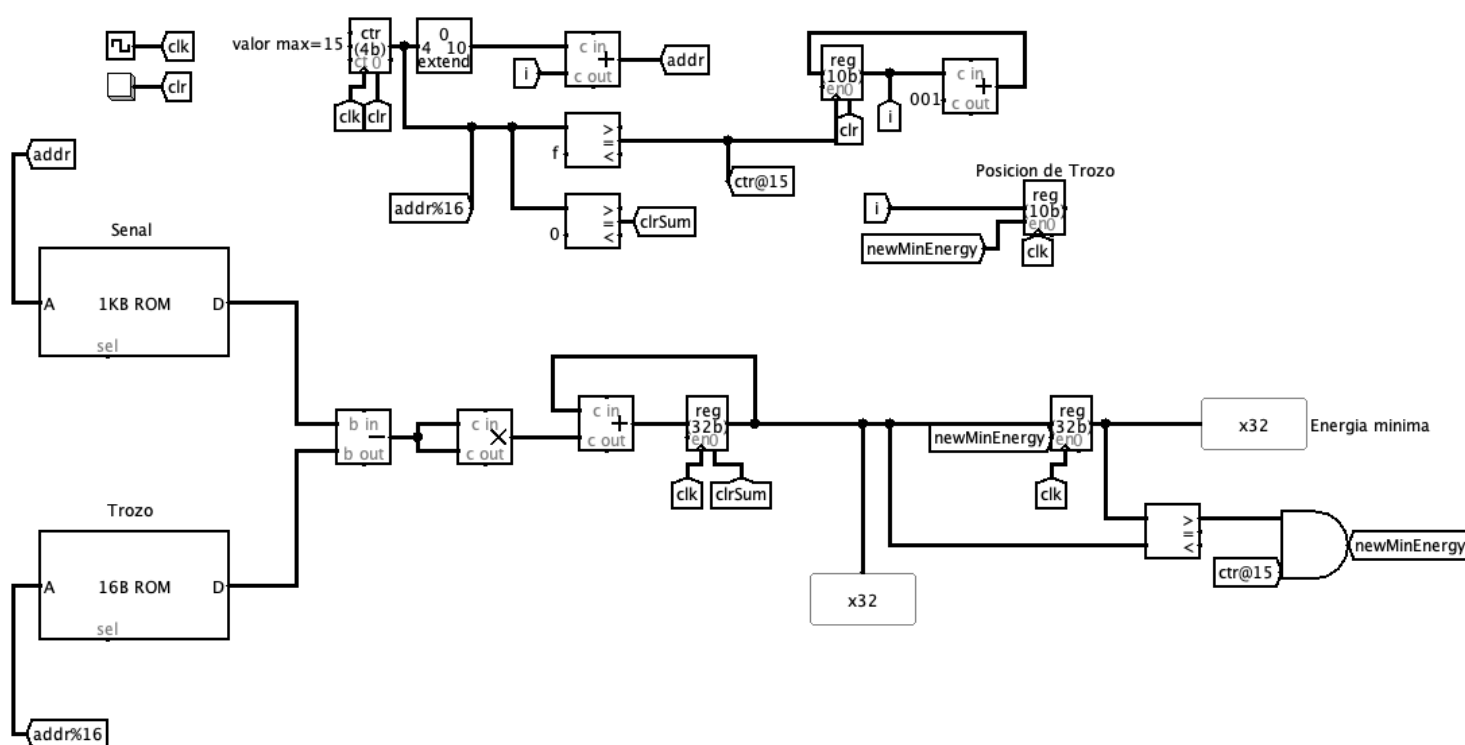 clk
clr
valor max=15
ctr
(4b)
ct 0
clk
clr
0
4 10
extend
i
c in
+
c out
addr
reg
(10b)
en0
clr
i
001
c in
+
c out
addr
f
>
=
<
ctr@15
addr%16
0
>
=
<
clrSum
Posicion de Trozo
i
reg
(10b)
en0
newMinEnergy
clk
Senal
A
1KB ROM
D
sel
b in
−
b out
c in
×
c out
c in
+
c out
reg
(32b)
en0
clk
clrSum
newMinEnergy
reg
(32b)
en0
clk
x32
Energia minima
>
=
<
ctr@15
newMinEnergy
x32
Trozo
A
16B ROM
D
sel
addr%16